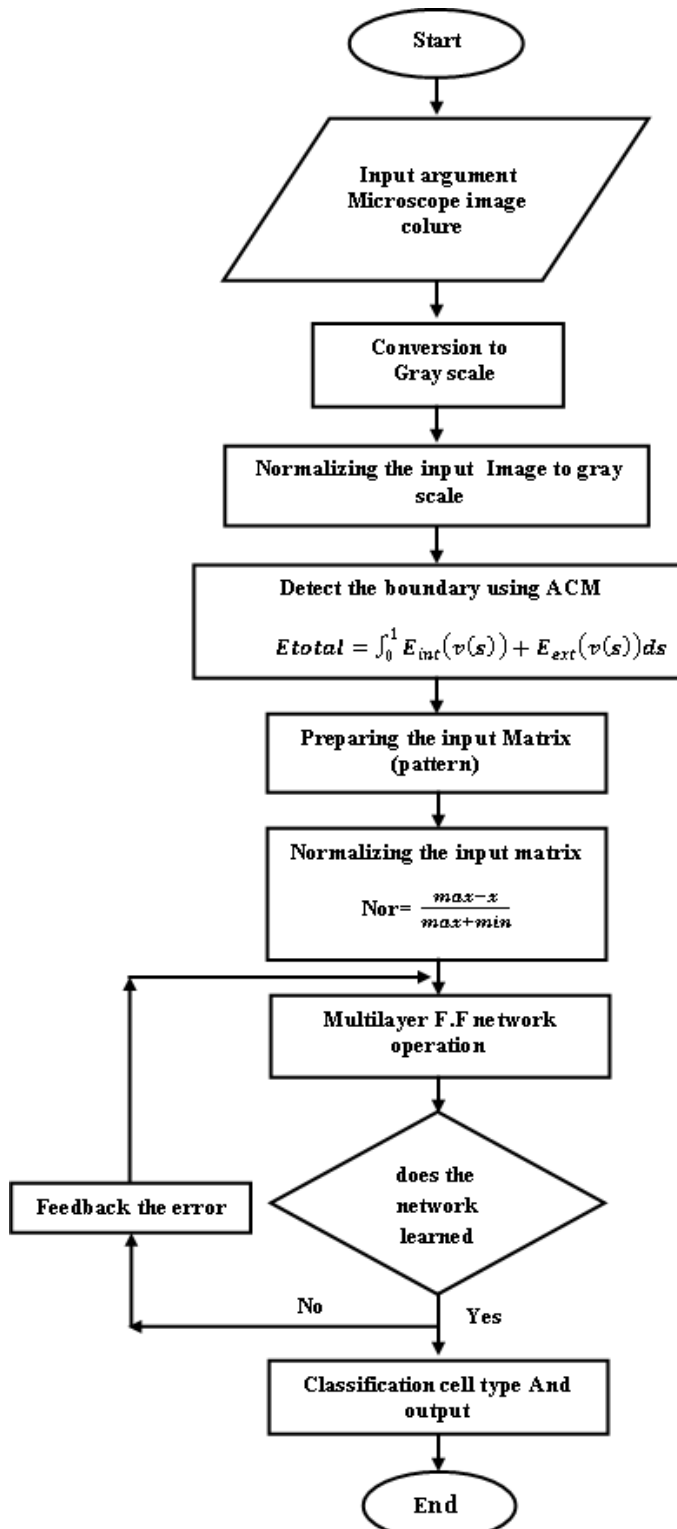 Start
Input argument
Microscope image
colure
Conversion to
Gray scale
Normalizing the input Image to gray
scale
Detect the boundary using ACM
Etotal = ∫₀¹ E_int(v(s)) + E_ext(v(s))ds
Preparing the input Matrix
(pattern)
Normalizing the input matrix
Nor= max−x / max+min
Multilayer F.F network
operation
does the
network
learned
Feedback the error
No
Yes
Classification cell type And
output
End